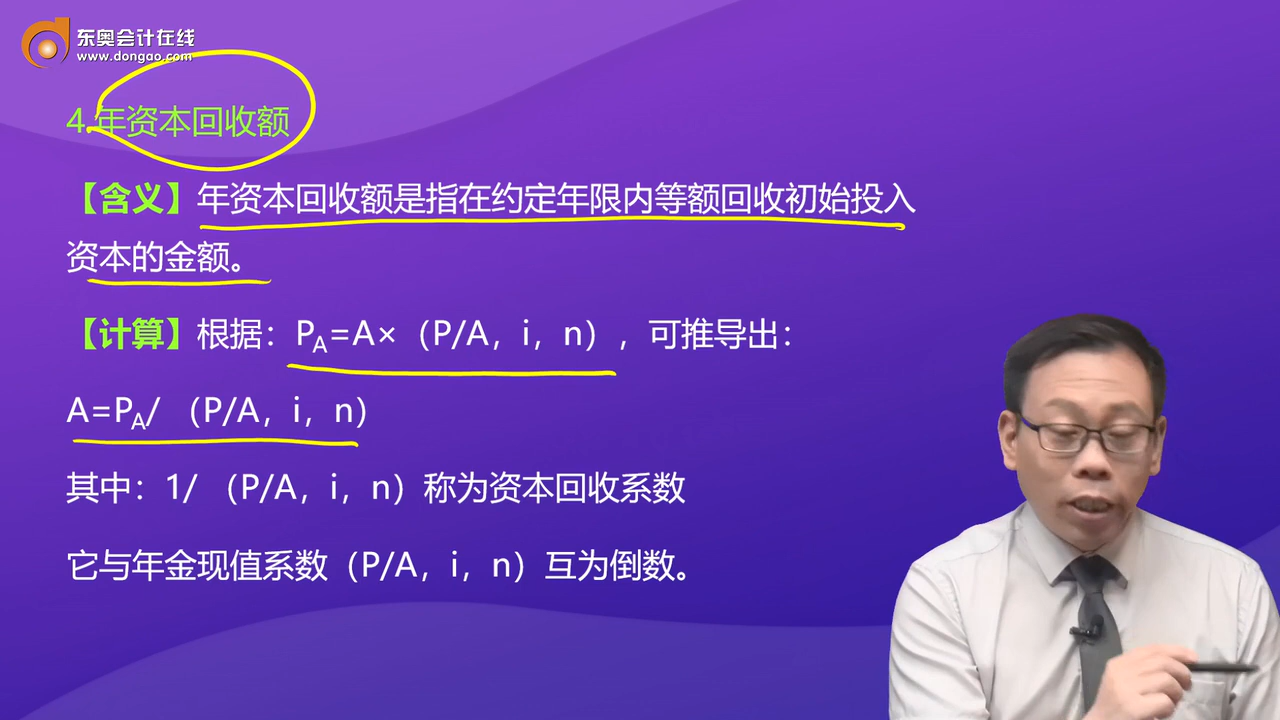 东奥会计在线
www.dongao.com
4.年资本回收额
【含义】年资本回收额是指在约定年限内等额回收初始投入
资本的金额。
【计算】根据：P_A=A×（P/A，i，n），可推导出：
A=P_A/（P/A，i，n）
其中：1/（P/A，i，n）称为资本回收系数
它与年金现值系数（P/A，i，n）互为倒数。